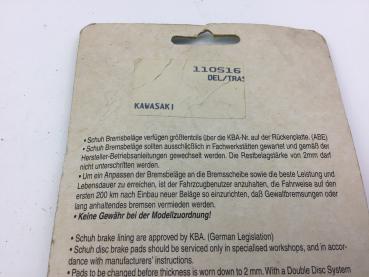 110516
DEL/TRAS
KAWASAKI
• Schuh Bremsbeläge verfügen größtenteils über die KBA-Nr. auf der Rückenplatte. (ABE)
• Schuh Bremsbeläge sollten ausschließlich in Fachwerkstätten gewartet und gemäß der
Hersteller-Betriebsanleitungen gewechselt werden. Die Restbelagstärke von 2mm darf
nicht unterschritten werden.
• Um ein Anpassen der Bremsbeläge an die Bremsscheibe sowie die beste Leistung und
Lebensdauer zu erreichen, ist der Fahrzeugbenutzer anzuhalten, die Fahrweise auf den
ersten 200 km nach Einbau neuer Beläge so einzurichten, daß Gewaltbremsungen oder
lang anhaltendes bremsen vermieden werden.
• Keine Gewähr bei der Modellzuordnung!
• Schuh brake lining are approved by KBA. (German Legislation)
• Schuh disc brake pads should be serviced only in specialised workshops, and in accor-
dance with manufacturers' instructions.
• Pads to be changed before thickness is worn down to 2 mm. With a Double Disc System